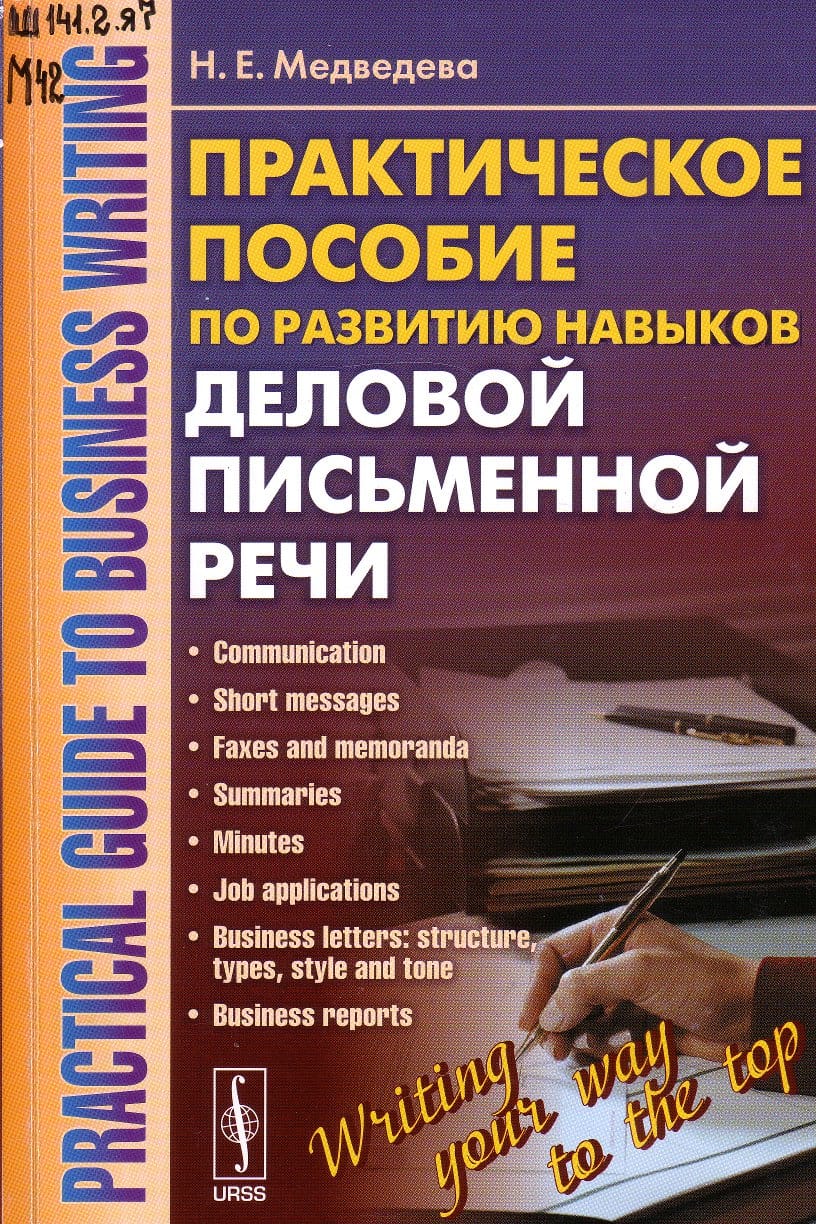 Ш 141.2.я7
М42
Н. Е. Медведева
ПРАКТИЧЕСКОЕ
ПОСОБИЕ
ПО РАЗВИТИЮ НАВЫКОВ
ДЕЛОВОЙ
ПИСЬМЕННОЙ
РЕЧИ
• Communication
• Short messages
• Faxes and memoranda
• Summaries
• Minutes
• Job applications
• Business letters: structure,
types, style and tone
• Business reports
Writing
your way
to the top
URSS
PRACTICAL GUIDE TO BUSINESS WRITING